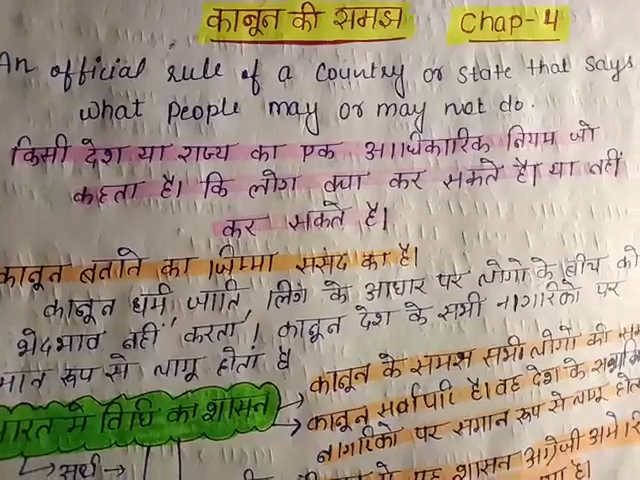 कानून की समझ Chap-4
An official rule of a Country or state that says
what people may or may not do.
किसी देश या राज्य का एक आधिकारिक नियम जो
कहता है। कि लोग क्या कर सकते है। या नहीं
कर सकते है।
कानून बनाने का जिम्मा संसद का है।
कानून धर्म, जाति, लिंग के आधार पर लोगो के बीच को
भेदभाव नहीं करता। कानून देश के सभी नागरिको पर
मान रूप से लागू होता है
कानून के समक्ष सभी लोगों की
भारत में विधि का शासन
कानून सर्वोपरि है। वह देश के सभी
नागरिको पर समान रूप से लागू होता
शासन अंग्रेजी